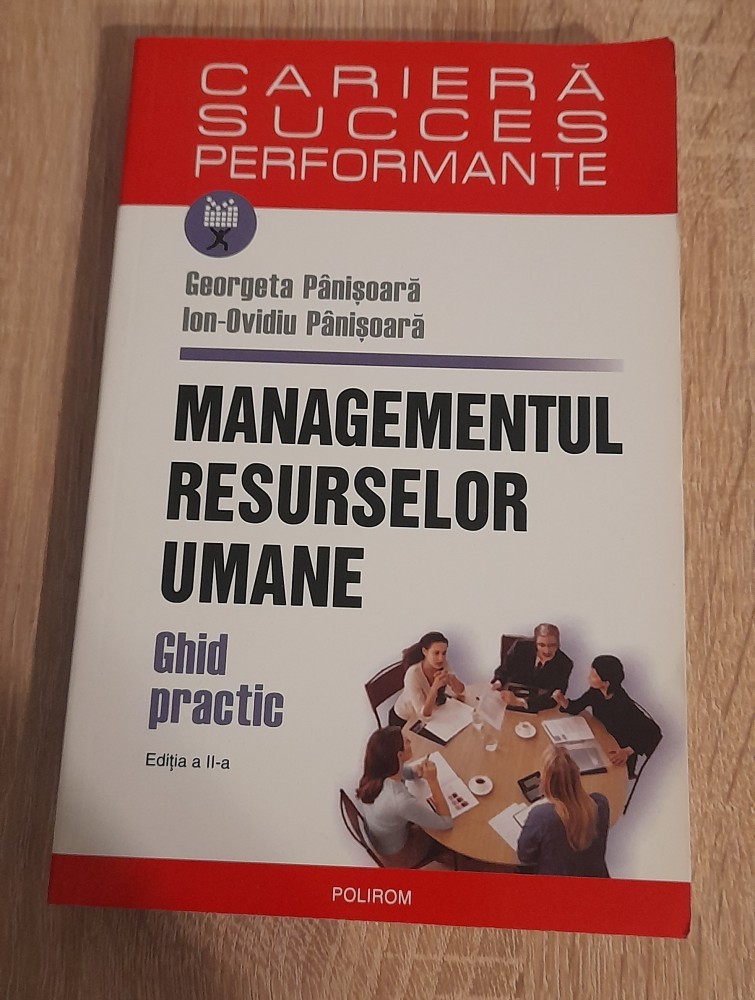 CARIERĂ
SUCCES
PERFORMANȚE
Georgeta Pânișoară
Ion-Ovidiu Pânișoară
MANAGEMENTUL
RESURSELOR
UMANE
Ghid
practic
Ediția a II-a
POLIROM